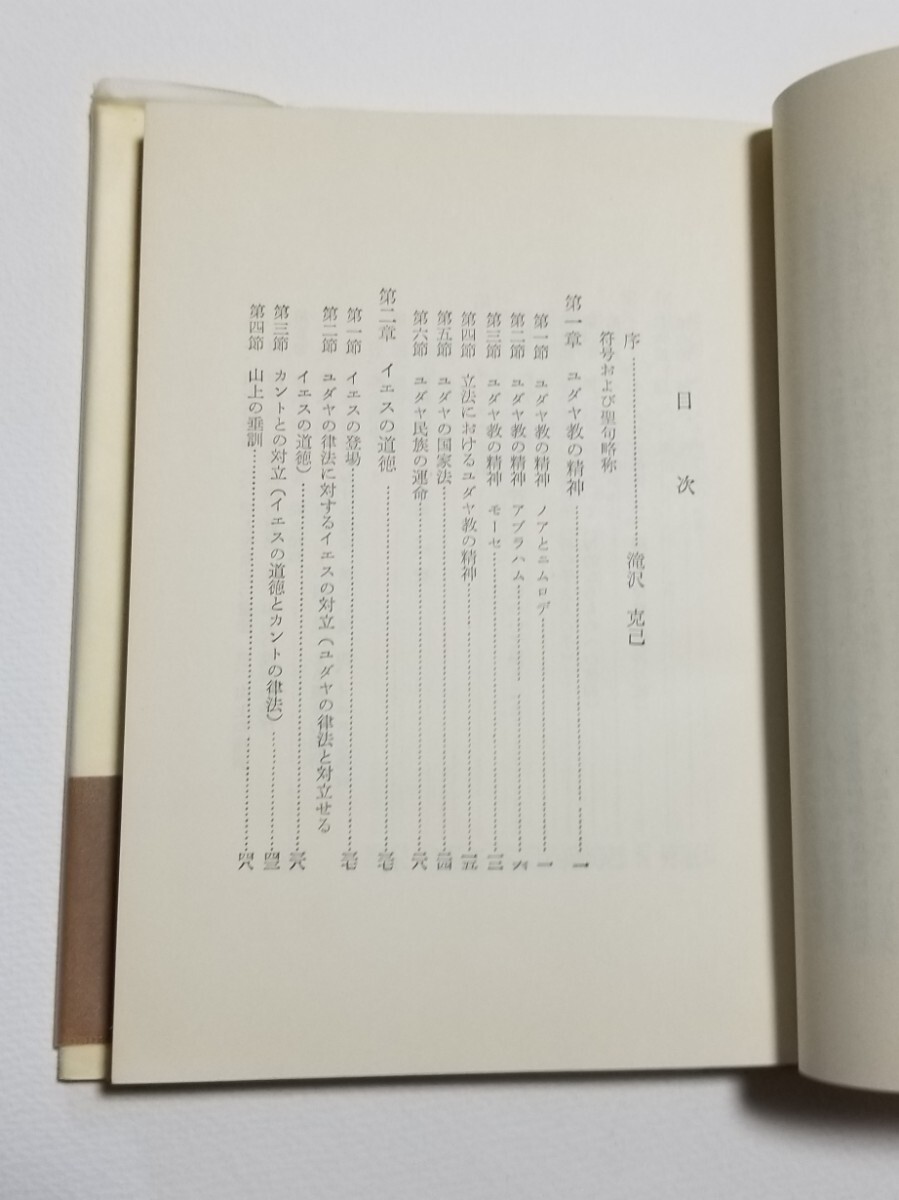 目次
序……滝沢克己
符号および聖句略称
第一章 ユダヤ教の精神……一
第一節 ユダヤ教の精神 ノアとニムロデ……一
第二節 ユダヤ教の精神 アブラハム……六
第三節 ユダヤ教の精神 モーセ……一二
第四節 立法におけるユダヤ教の精神……一五
第五節 ユダヤの国家法……二四
第六節 ユダヤ民族の運命……二八
第二章 イエスの道徳……三七
第一節 イエスの登場……三七
第二節 ユダヤの律法に対するイエスの対立(ユダヤの律法と対立せる
イエスの道徳)……三八
第三節 カントとの対立(イエスの道徳とカントの律法)……四三
第四節 山上の垂訓……四八